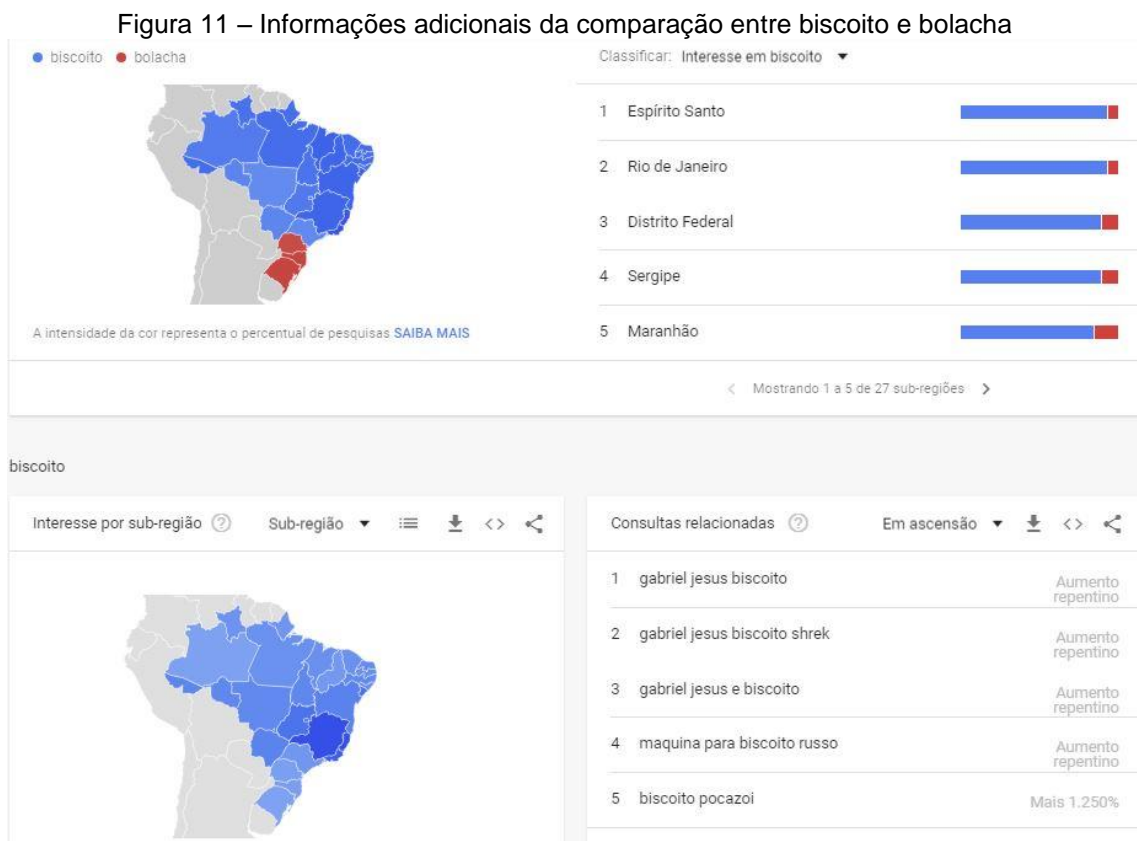 Figura 11 – Informações adicionais da comparação entre biscoito e bolacha
biscoito bolacha
Classificar: Interesse em biscoito
1 Espírito Santo
2 Rio de Janeiro
3 Distrito Federal
4 Sergipe
5 Maranhão
A intensidade da cor representa o percentual de pesquisas SAIBA MAIS
Mostrando 1 a 5 de 27 sub-regiões
biscoito
Interesse por sub-região ? Sub-região
Consultas relacionadas ? Em ascensão
1 gabriel jesus biscoito Aumento
repentino
2 gabriel jesus biscoito shrek Aumento
repentino
3 gabriel jesus e biscoito Aumento
repentino
4 maquina para biscoito russo Aumento
repentino
5 biscoito pocazoi Mais 1.250%